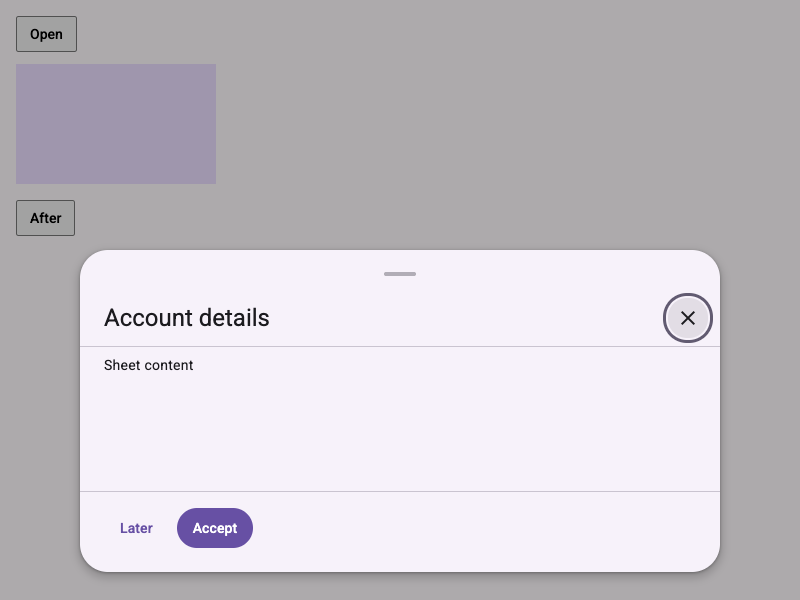 Open
After
Account details
Sheet content
Later
Accept